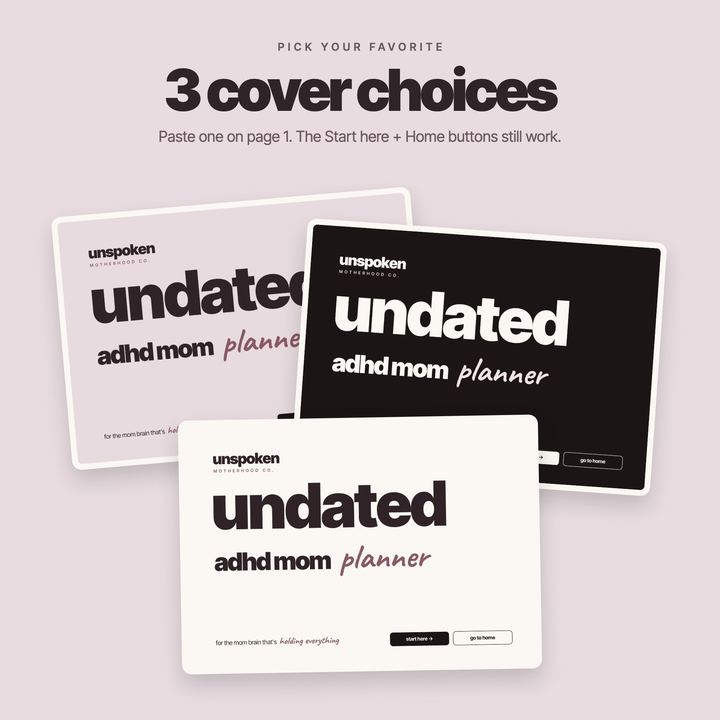 PICK YOUR FAVORITE
3 cover choices
Paste one on page 1. The Start here + Home buttons still work.
unspoken
MOTHERHOOD CO.
undated
adhd mom planne
for the mom brain that's
unspoken
MOTHERHOOD CO.
undated
adhd mom planner
go to home
unspoken
MOTHERHOOD CO.
undated
adhd mom planner
for the mom brain that's holding everything
start here →
go to home